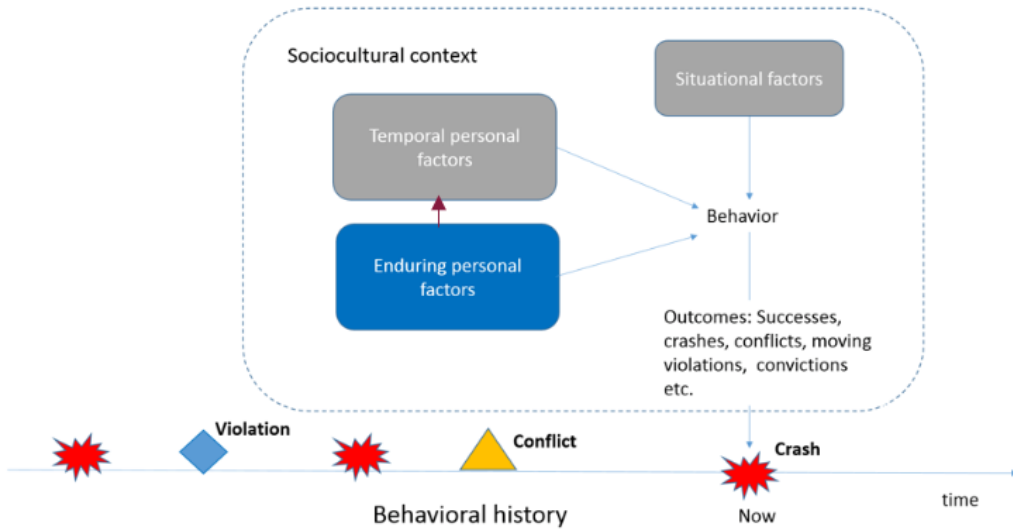 Sociocultural context
Situational factors
Temporal personal
factors
Behavior
Enduring personal
factors
Outcomes: Successes,
crashes, conflicts, moving
violations, convictions
etc.
Violation
Conflict
Crash
time
Behavioral history
Now